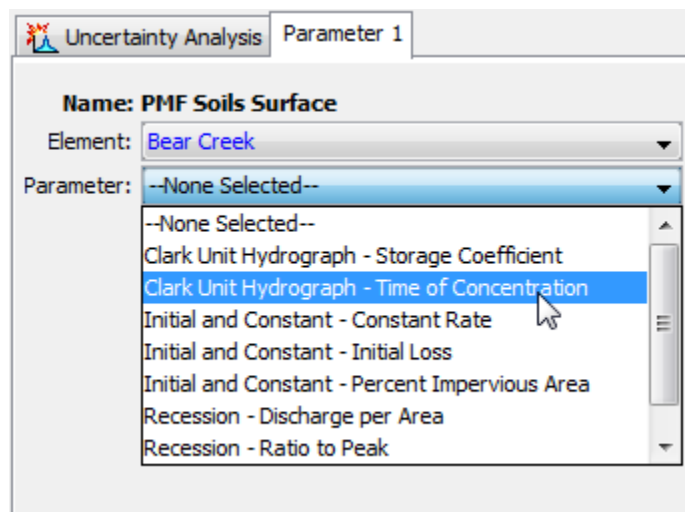 Uncertainty Analysis Parameter 1
Name: PMF Soils Surface
Element: Bear Creek
Parameter: --None Selected--
--None Selected--
Clark Unit Hydrograph - Storage Coefficient
Clark Unit Hydrograph - Time of Concentration
Initial and Constant - Constant Rate
Initial and Constant - Initial Loss
Initial and Constant - Percent Impervious Area
Recession - Discharge per Area
Recession - Ratio to Peak